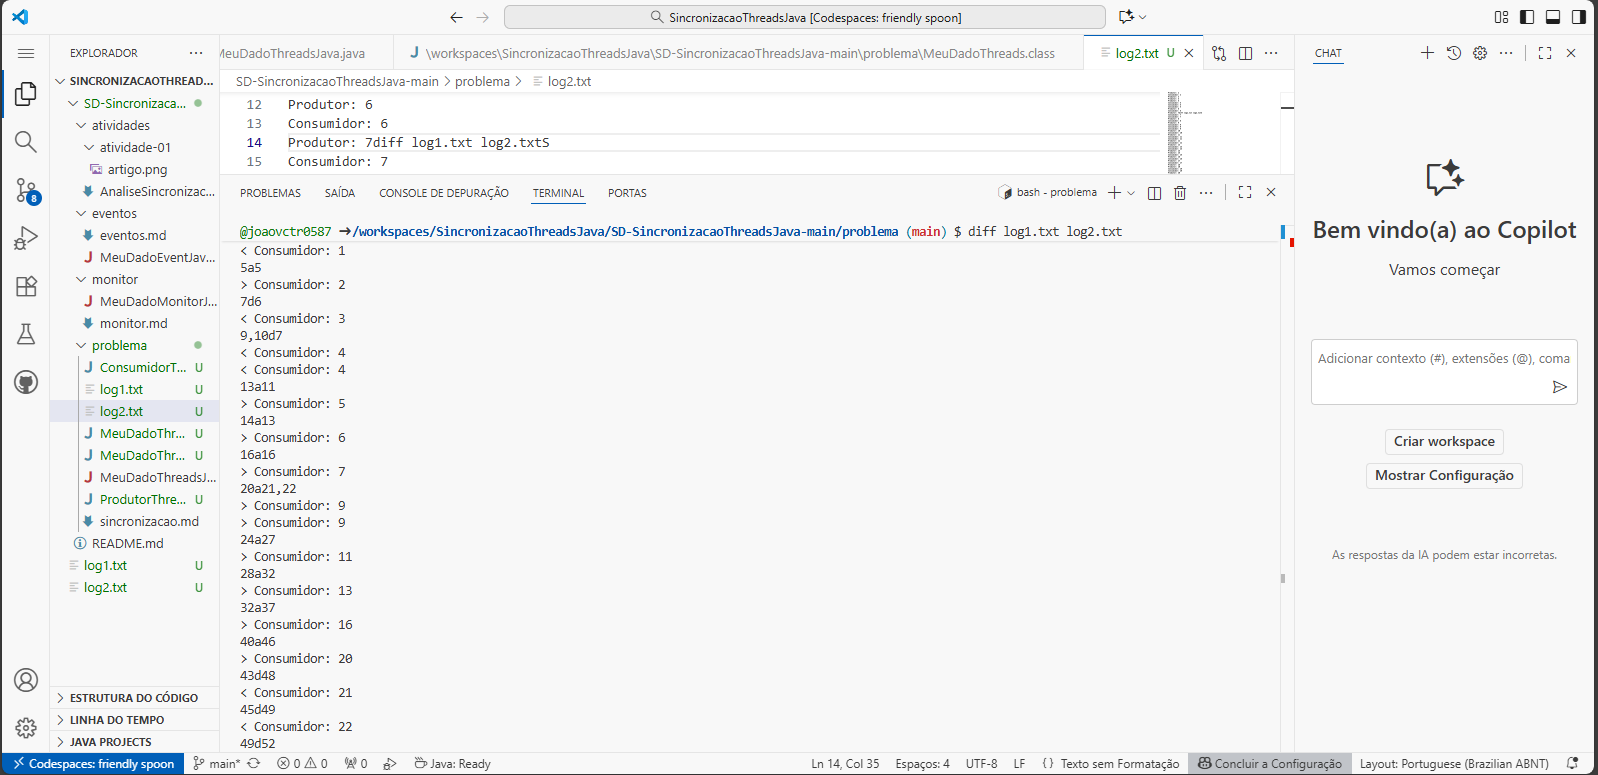 SincronizacaoThreadsJava [Codespaces: friendly spoon]
EXPLORADOR
SINCRONIZACAOTHREAD...
SD-Sincronizaca...
atividades
atividade-01
artigo.png
AnaliseSincronizac...
eventos
eventos.md
MeuDadoEventJav...
monitor
MeuDadoMonitorJ...
monitor.md
problema
ConsumidorT... U
log1.txt U
log2.txt U
MeuDadoThr... U
MeuDadoThr... U
MeuDadoThreadsJ...
ProdutorThre... U
sincronizacao.md
README.md
log1.txt U
log2.txt U
ESTRUTURA DO CÓDIGO
LINHA DO TEMPO
JAVA PROJECTS
8
MeuDadoThreadsJava.java
\workspaces\SincronizacaoThreadsJava\SD-SincronizacaoThreadsJava-main\problema\MeuDadoThreads.class
log2.txt U
SD-SincronizacaoThreadsJava-main > problema > log2.txt
12 Produtor: 6
13 Consumidor: 6
14 Produtor: 7diff log1.txt log2.txtS
15 Consumidor: 7
PROBLEMAS SAÍDA CONSOLE DE DEPURAÇÃO TERMINAL PORTAS
bash - problema
@joaovctr0587 ➜/workspaces/SincronizacaoThreadsJava/SD-SincronizacaoThreadsJava-main/problema (main) $ diff log1.txt log2.txt
< Consumidor: 1
5a5
> Consumidor: 2
7d6
< Consumidor: 3
9,10d7
< Consumidor: 4
< Consumidor: 4
13a11
> Consumidor: 5
14a13
> Consumidor: 6
16a16
> Consumidor: 7
20a21,22
> Consumidor: 9
> Consumidor: 9
24a27
> Consumidor: 11
28a32
> Consumidor: 13
32a37
> Consumidor: 16
40a46
> Consumidor: 20
43d48
< Consumidor: 21
45d49
< Consumidor: 22
49d52
CHAT
Bem vindo(a) ao Copilot
Vamos começar
Adicionar contexto (#), extensões (@), coma
Criar workspace
Mostrar Configuração
As respostas da IA podem estar incorretas.
Codespaces: friendly spoon
main*
0 0
0
Java: Ready
Ln 14, Col 35
Espaços: 4
UTF-8
LF
{} Texto sem Formatação
Concluir a Configuração
Layout: Portuguese (Brazilian ABNT)